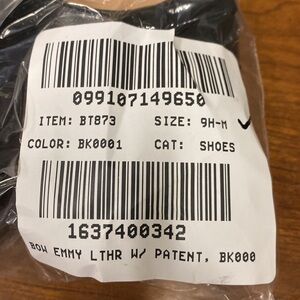 099107149650
ITEM: BT873 SIZE: 9H-M
COLOR: BK0001 CAT: SHOES
1637400342
BOW EMMY LTHR W/ PATENT, BK000